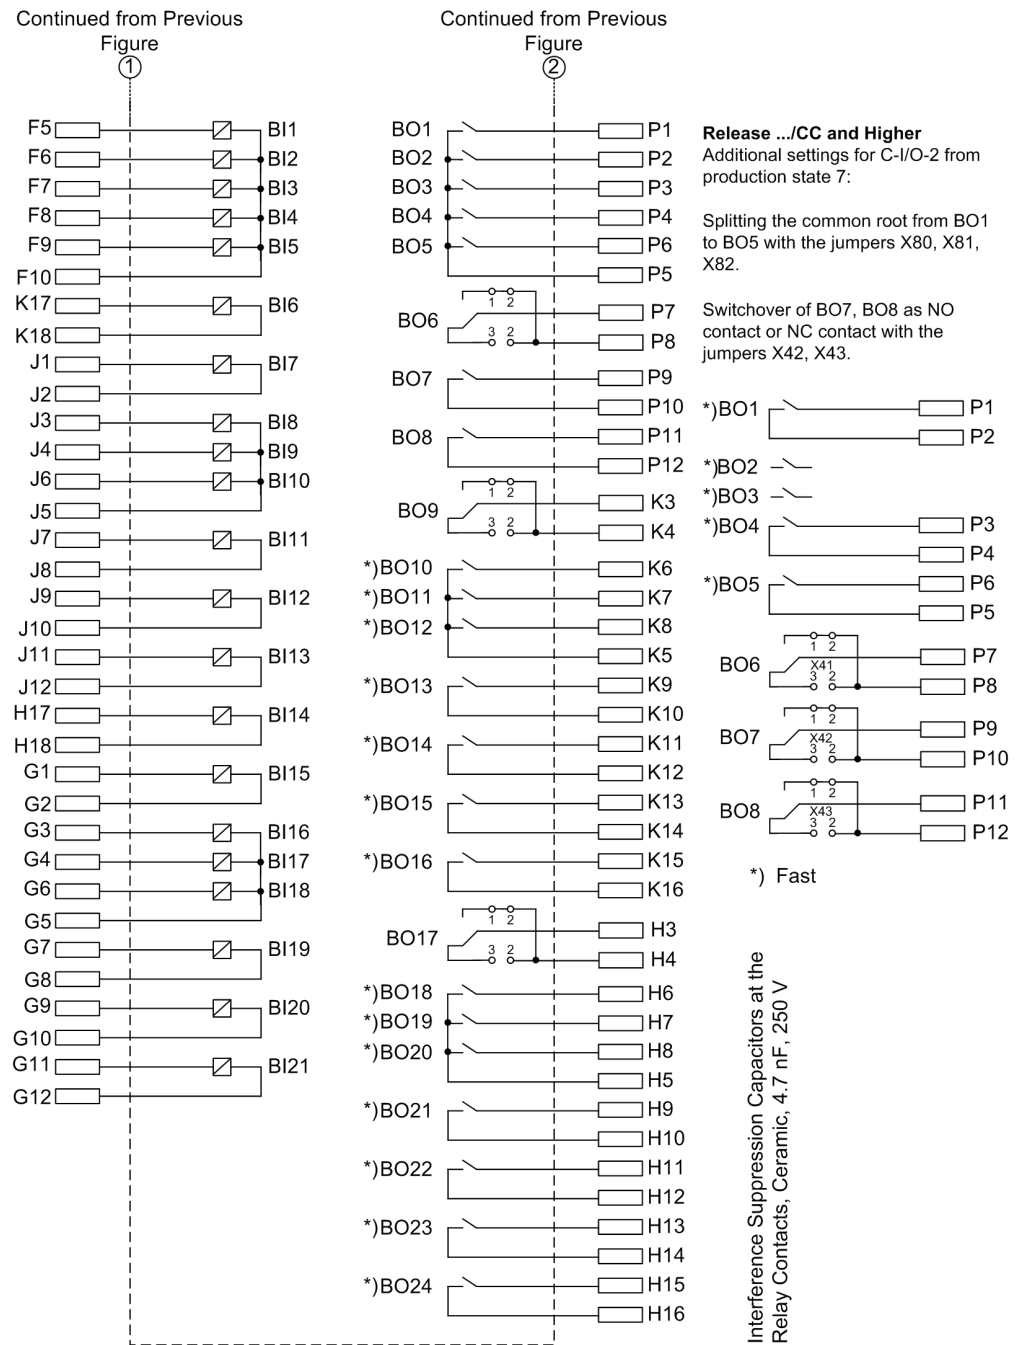 Continued from Previous
Figure
1
F5 BI1
F6 BI2
F7 BI3
F8 BI4
F9 BI5
F10
K17 BI6
K18
J1 BI7
J2
J3 BI8
J4 BI9
J6 BI10
J5
J7 BI11
J8
J9 BI12
J10
J11 BI13
J12
H17 BI14
H18
G1 BI15
G2
G3 BI16
G4 BI17
G6 BI18
G5
G7 BI19
G8
G9 BI20
G10
G11 BI21
G12
Continued from Previous
Figure
2
BO1 P1
BO2 P2
BO3 P3
BO4 P4
BO5 P6
P5
1 2
BO6 P7
3 2
P8
BO7 P9
P10
BO8 P11
P12
1 2
BO9 K3
3 2
K4
*)BO10 K6
*)BO11 K7
*)BO12 K8
K5
*)BO13 K9
K10
*)BO14 K11
K12
*)BO15 K13
K14
*)BO16 K15
K16
1 2
BO17 H3
3 2
H4
*)BO18 H6
*)BO19 H7
*)BO20 H8
H5
*)BO21 H9
H10
*)BO22 H11
H12
*)BO23 H13
H14
*)BO24 H15
H16
Release .../CC and Higher
Additional settings for C-I/O-2 from
production state 7:
Splitting the common root from BO1
to BO5 with the jumpers X80, X81,
X82.
Switchover of BO7, BO8 as NO
contact or NC contact with the
jumpers X42, X43.
*)BO1 P1
P2
*)BO2
*)BO3
*)BO4 P3
P4
*)BO5 P6
P5
1 2
BO6 X41 P7
3 2
P8
1 2
BO7 X42 P9
3 2
P10
1 2
BO8 X43 P11
3 2
P12
*) Fast
Interference Suppression Capacitors at the
Relay Contacts, Ceramic, 4.7 nF, 250 V